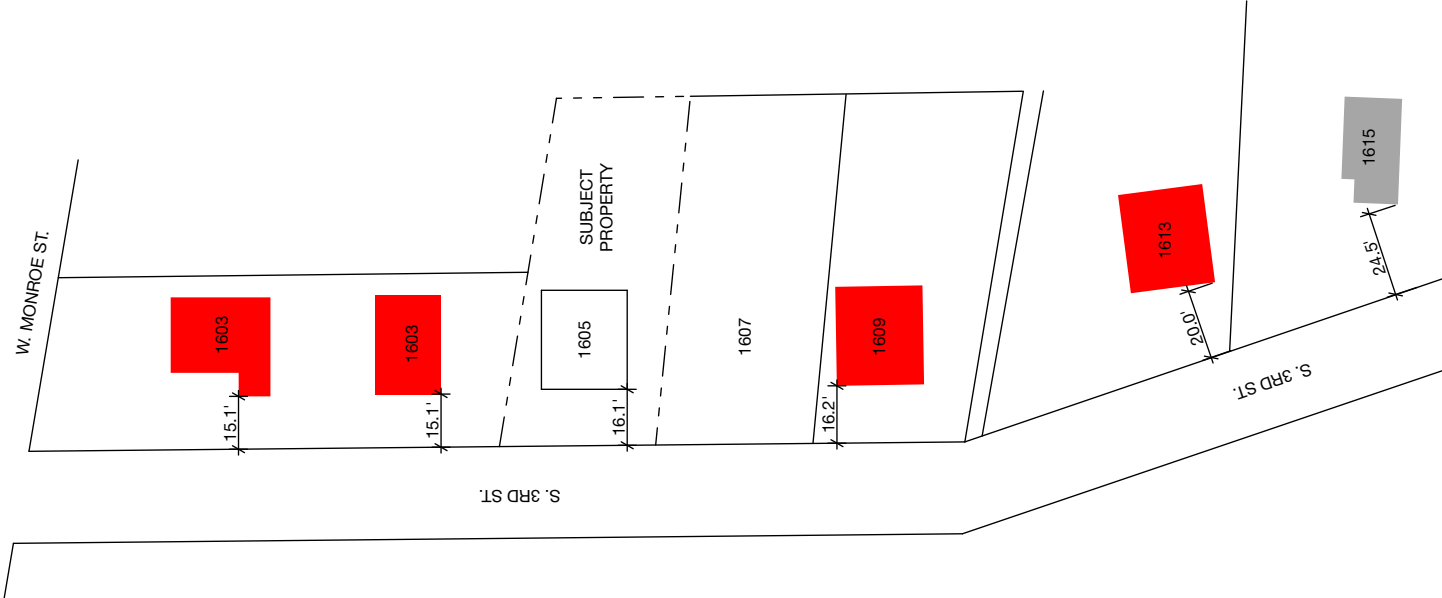 W. MONROE ST.
1603
15.1'
1603
15.1'
SUBJECT
PROPERTY
1605
16.1'
1607
1609
16.2'
1613
20.0'
1615
24.5'
S. 3RD ST.
S. 3RD ST.